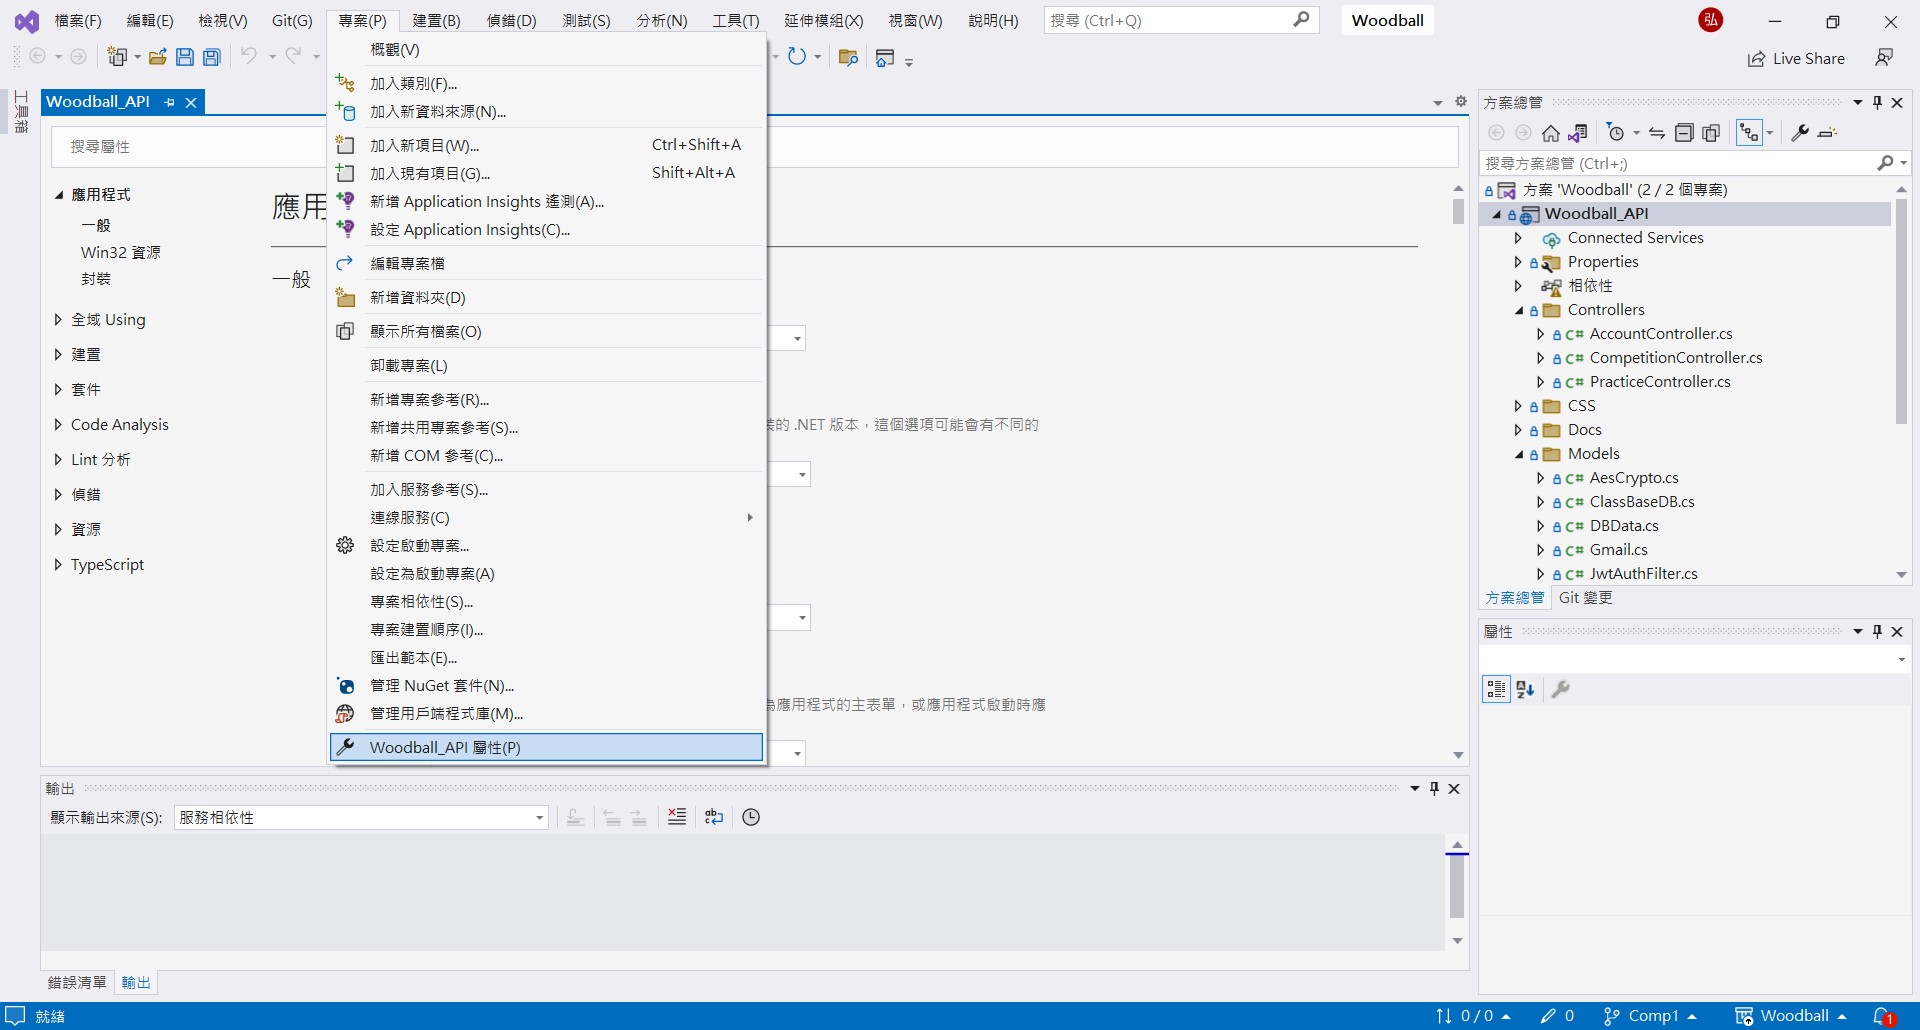 檔案(F) 編輯(E) 檢視(V) Git(G) 專案(P) 建置(B) 偵錯(D) 測試(S) 分析(N) 工具(T) 延伸模組(X) 視窗(W) 說明(H) 搜尋 (Ctrl+Q) Woodball 弘
Live Share
工具箱
Woodball_API
搜尋屬性
應用程式
一般
Win32 資源
封裝
全域 Using
建置
套件
Code Analysis
Lint 分析
偵錯
資源
TypeScript
應用
一般
概觀(V)
加入類別(F)...
加入新資料來源(N)...
加入新項目(W)... Ctrl+Shift+A
加入現有項目(G)... Shift+Alt+A
新增 Application Insights 遙測(A)...
設定 Application Insights(C)...
編輯專案檔
新增資料夾(D)
顯示所有檔案(O)
卸載專案(L)
新增專案參考(R)...
新增共用專案參考(S)...
新增 COM 參考(C)...
加入服務參考(S)...
連線服務(C)
設定啟動專案...
設定為啟動專案(A)
專案相依性(S)...
專案建置順序(I)...
匯出範本(E)...
管理 NuGet 套件(N)...
管理用戶端程式庫(M)...
Woodball_API 屬性(P)
的 .NET 版本，這個選項可能會有不同的
為應用程式的主表單，或應用程式啟動時應
方案總管
搜尋方案總管 (Ctrl+;)
方案 'Woodball' (2 / 2 個專案)
Woodball_API
Connected Services
Properties
相依性
Controllers
C# AccountController.cs
C# CompetitionController.cs
C# PracticeController.cs
CSS
Docs
Models
C# AesCrypto.cs
C# ClassBaseDB.cs
C# DBData.cs
C# Gmail.cs
C# JwtAuthFilter.cs
方案總管 Git 變更
屬性
輸出
顯示輸出來源(S): 服務相依性
錯誤清單 輸出
就緒 0 / 0 0 Comp1 Woodball 1